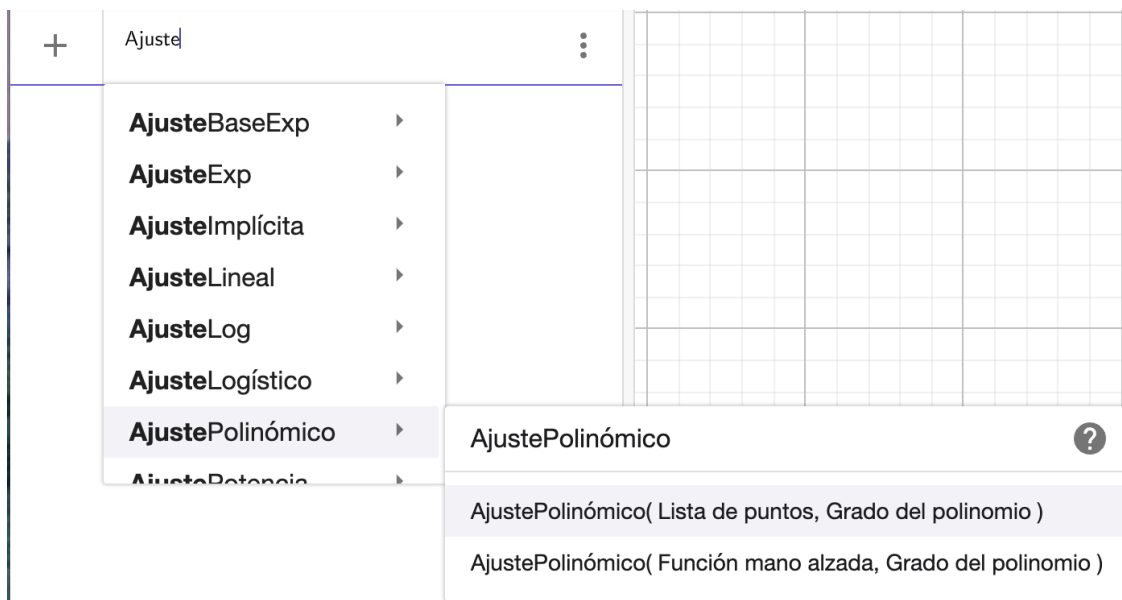 Ajuste
AjusteBaseExp
AjusteExp
AjusteImplícita
AjusteLineal
AjusteLog
AjusteLogístico
AjustePolinómico
AjustePotencia
AjustePolinómico
AjustePolinómico( Lista de puntos, Grado del polinomio )
AjustePolinómico( Función mano alzada, Grado del polinomio )